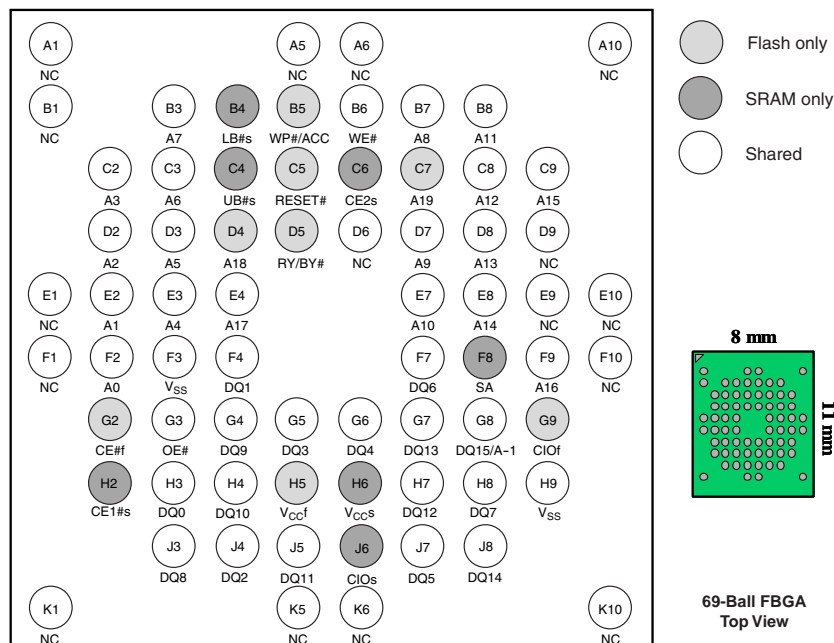 A1 A5 A6 A10
NC NC NC NC
B1 B3 B4 B5 B6 B7 B8
NC A7 LB#s WP#/ACC WE# A8 A11
C2 C3 C4 C5 C6 C7 C8 C9
A3 A6 UB#s RESET# CE2s A19 A12 A15
D2 D3 D4 D5 D6 D7 D8 D9
A2 A5 A18 RY/BY# NC A9 A13 NC
E1 E2 E3 E4 E7 E8 E9 E10
NC A1 A4 A17 A10 A14 NC NC
F1 F2 F3 F4 F7 F8 F9 F10
NC A0 VSS DQ1 DQ6 SA A16 NC
G2 G3 G4 G5 G6 G7 G8 G9
CE#f OE# DQ9 DQ3 DQ4 DQ13 DQ15/A-1 CIOf
H2 H3 H4 H5 H6 H7 H8 H9
CE1#s DQ0 DQ10 VCCf VCCs DQ12 DQ7 VSS
J3 J4 J5 J6 J7 J8
DQ8 DQ2 DQ11 CIOs DQ5 DQ14
K1 K5 K6 K10
NC NC NC NC
Flash only
SRAM only
Shared
8 mm
11 mm
69-Ball FBGA
Top View